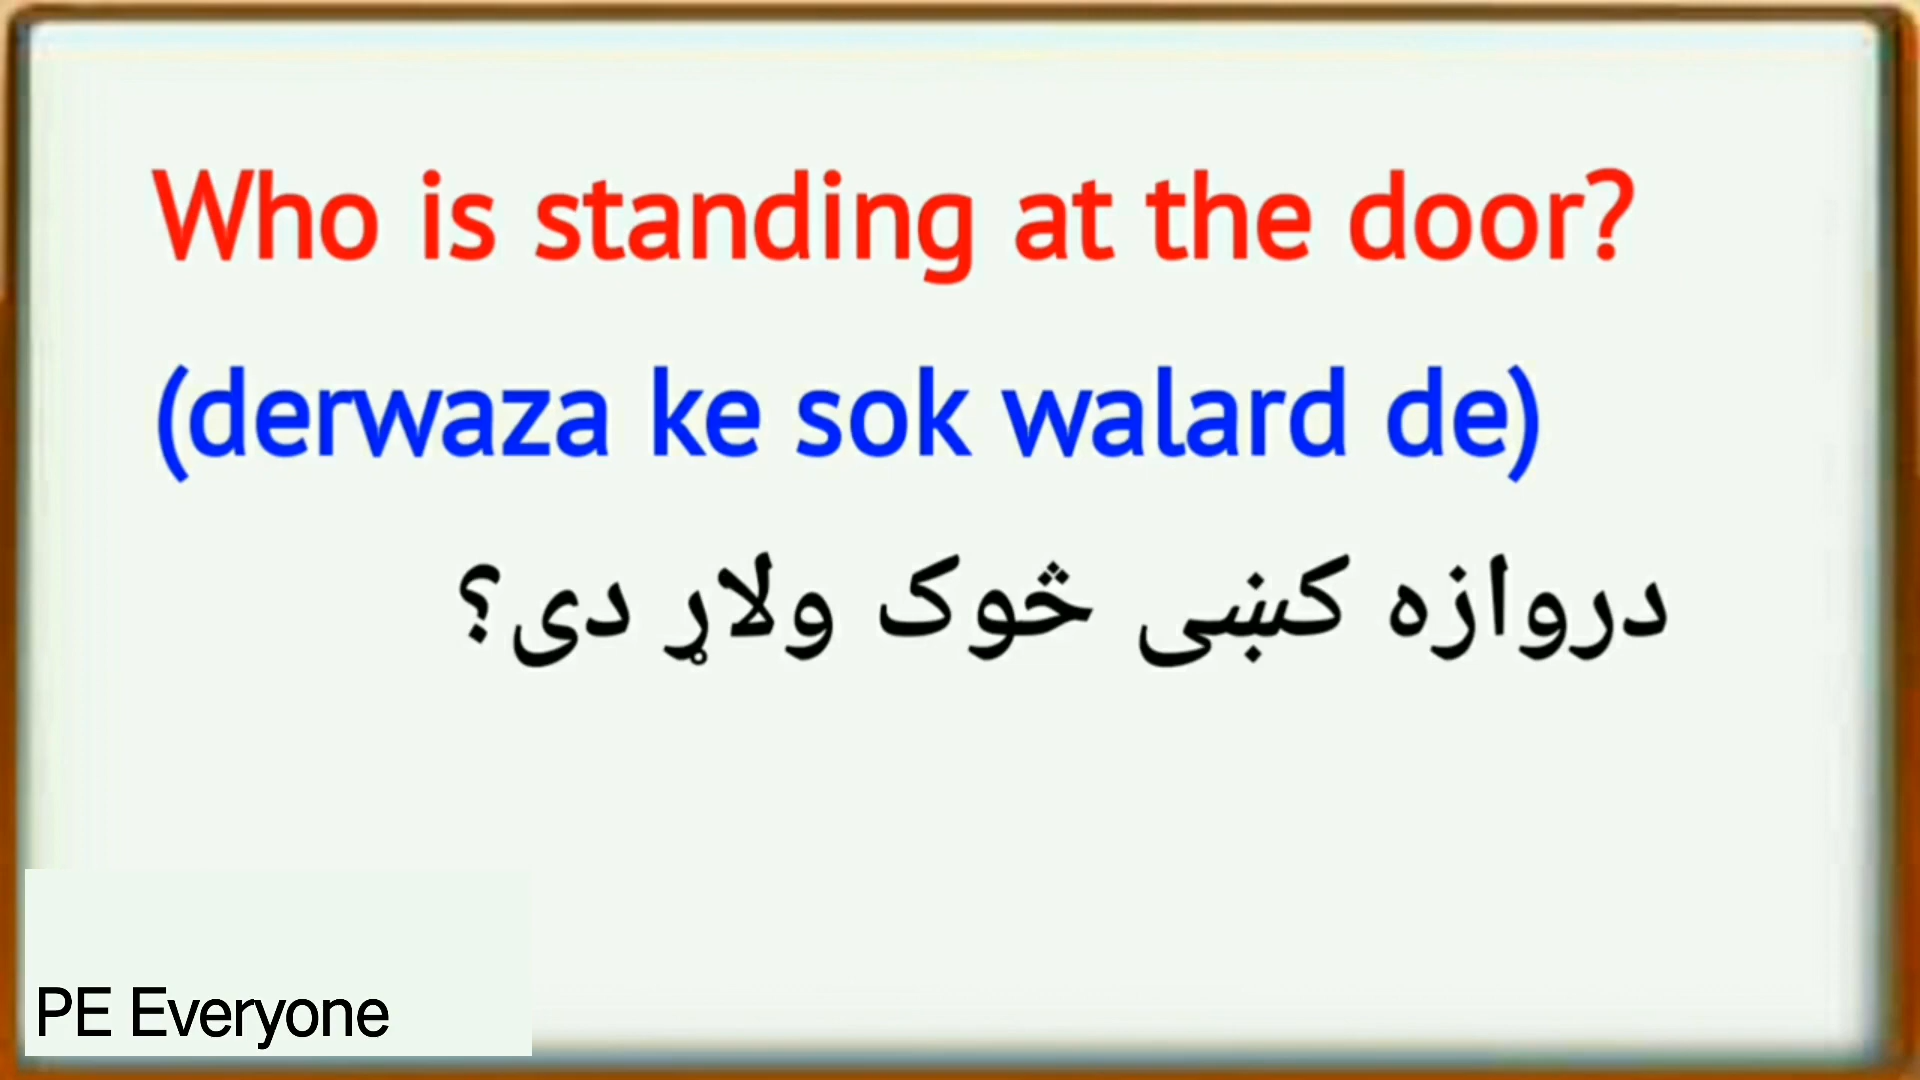 Who is standing at the door?
(derwaza ke sok walard de)
دروازه کښی څوک ولاړ دی؟
PE Everyone